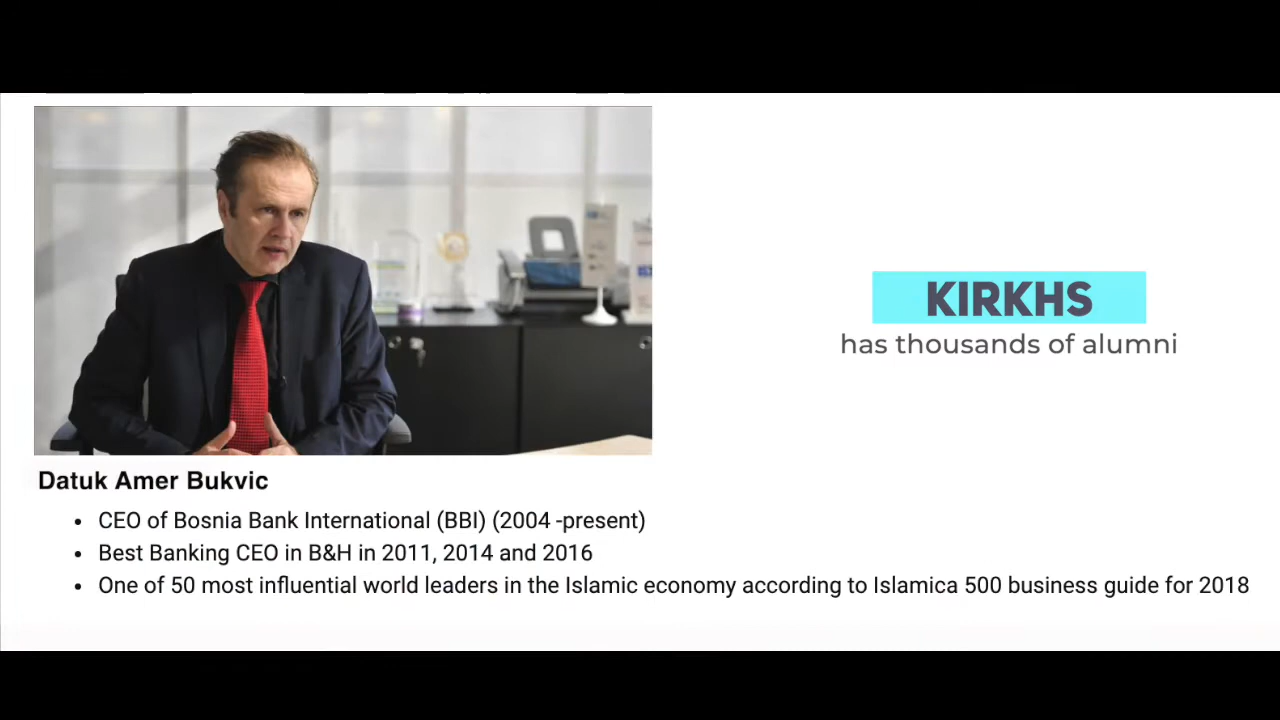 KIRKHS
has thousands of alumni
Datuk Amer Bukvic
• CEO of Bosnia Bank International (BBI) (2004 -present)
• Best Banking CEO in B&H in 2011, 2014 and 2016
• One of 50 most influential world leaders in the Islamic economy according to Islamica 500 business guide for 2018